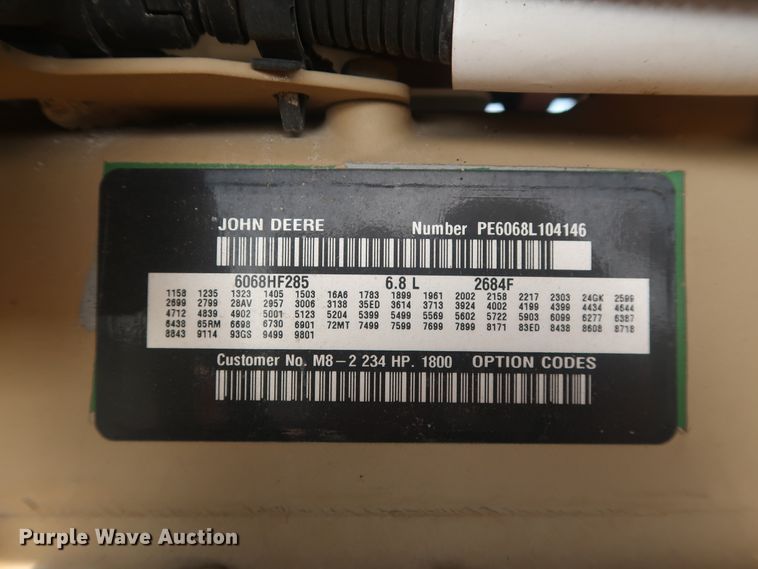 JOHN DEERE Number PE6068L104146
6068HF285 6.8 L 2684F
1158 1235 1323 1405 1503 16A6 1783 1899 1961 2002 2158 2217 2303 24GK 2599
2699 2799 28AV 2957 3006 3138 35ED 3614 3713 3924 4002 4199 4399 4434 4644
4712 4839 4902 5001 5123 5204 5399 5499 5569 5602 5722 5903 6099 6277 6387
6438 65RM 6698 6730 6901 72MT 7499 7599 7699 7899 8171 83ED 8438 8608 8718
8843 9114 93GS 9499 9801
Customer No. M8-2 234 HP. 1800 OPTION CODES
Purple Wave Auction